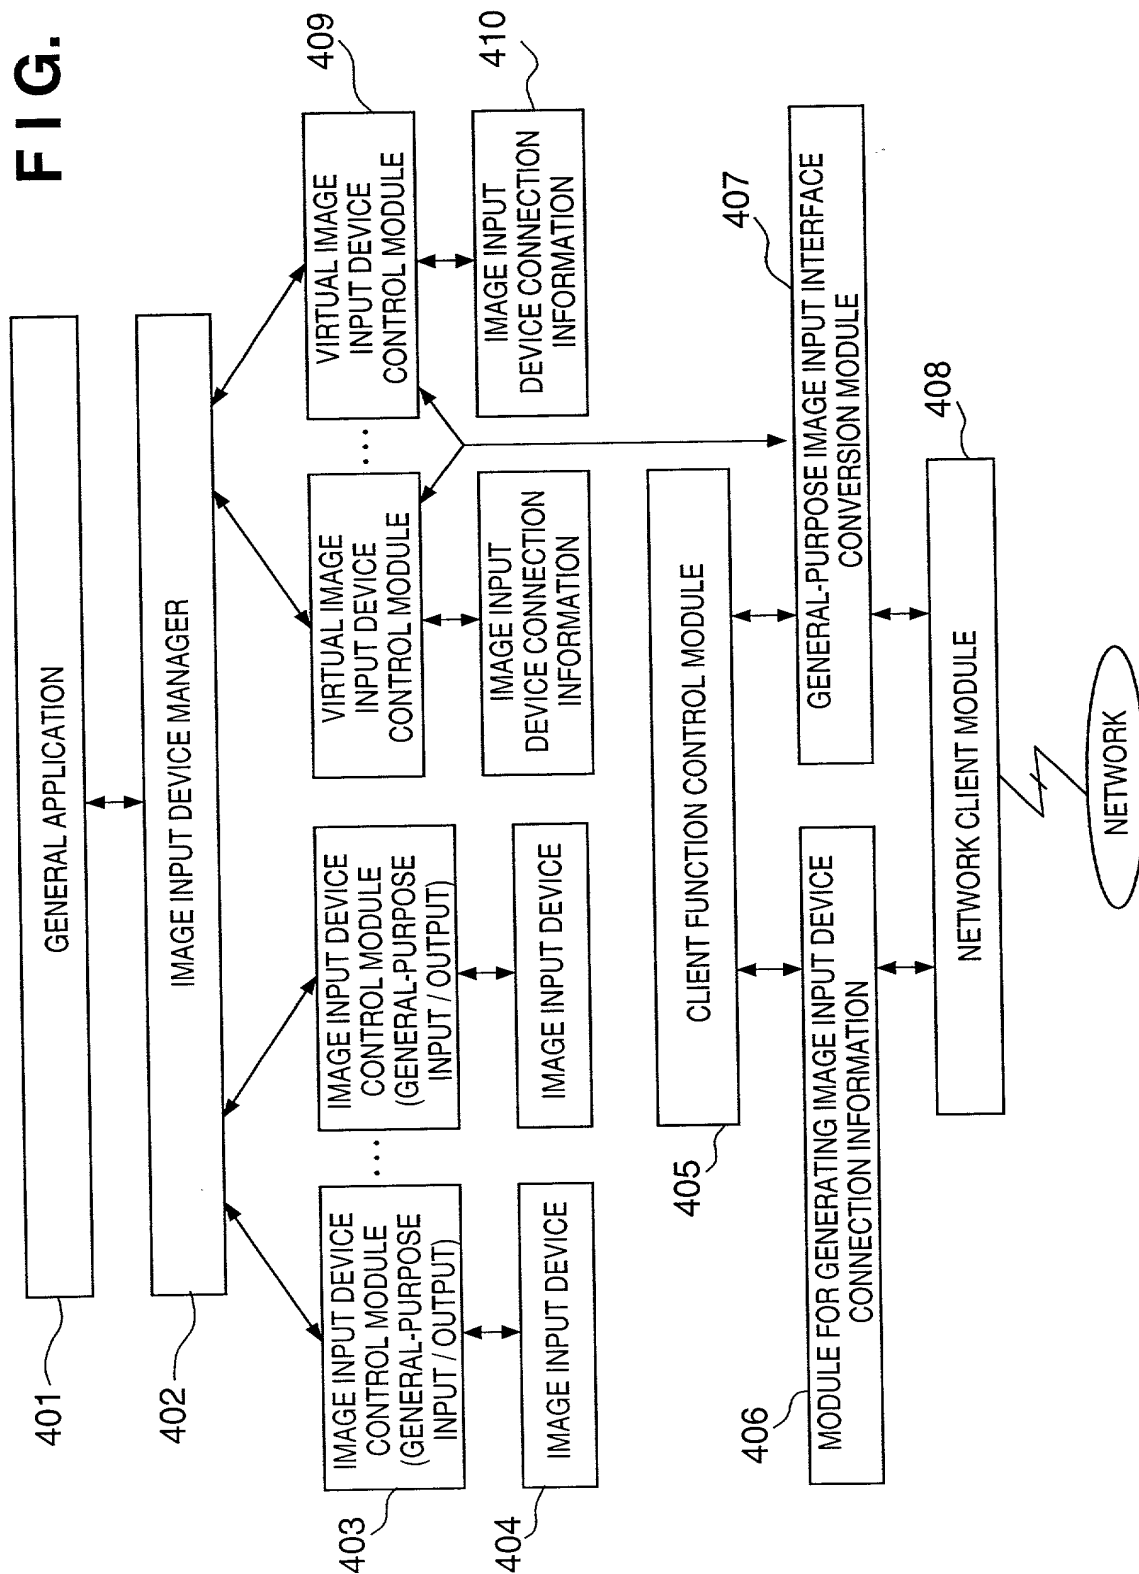 FIG.
401
GENERAL APPLICATION
402
IMAGE INPUT DEVICE MANAGER
403
IMAGE INPUT DEVICE
CONTROL MODULE
(GENERAL-PURPOSE
INPUT / OUTPUT)
...
IMAGE INPUT DEVICE
CONTROL MODULE
(GENERAL-PURPOSE
INPUT / OUTPUT)
VIRTUAL IMAGE
INPUT DEVICE
CONTROL MODULE
...
VIRTUAL IMAGE
INPUT DEVICE
CONTROL MODULE
409
404
IMAGE INPUT DEVICE
IMAGE INPUT DEVICE
IMAGE INPUT
DEVICE CONNECTION
INFORMATION
IMAGE INPUT
DEVICE CONNECTION
INFORMATION
410
405
CLIENT FUNCTION CONTROL MODULE
406
MODULE FOR GENERATING IMAGE INPUT DEVICE
CONNECTION INFORMATION
407
GENERAL-PURPOSE IMAGE INPUT INTERFACE
CONVERSION MODULE
408
NETWORK CLIENT MODULE
NETWORK